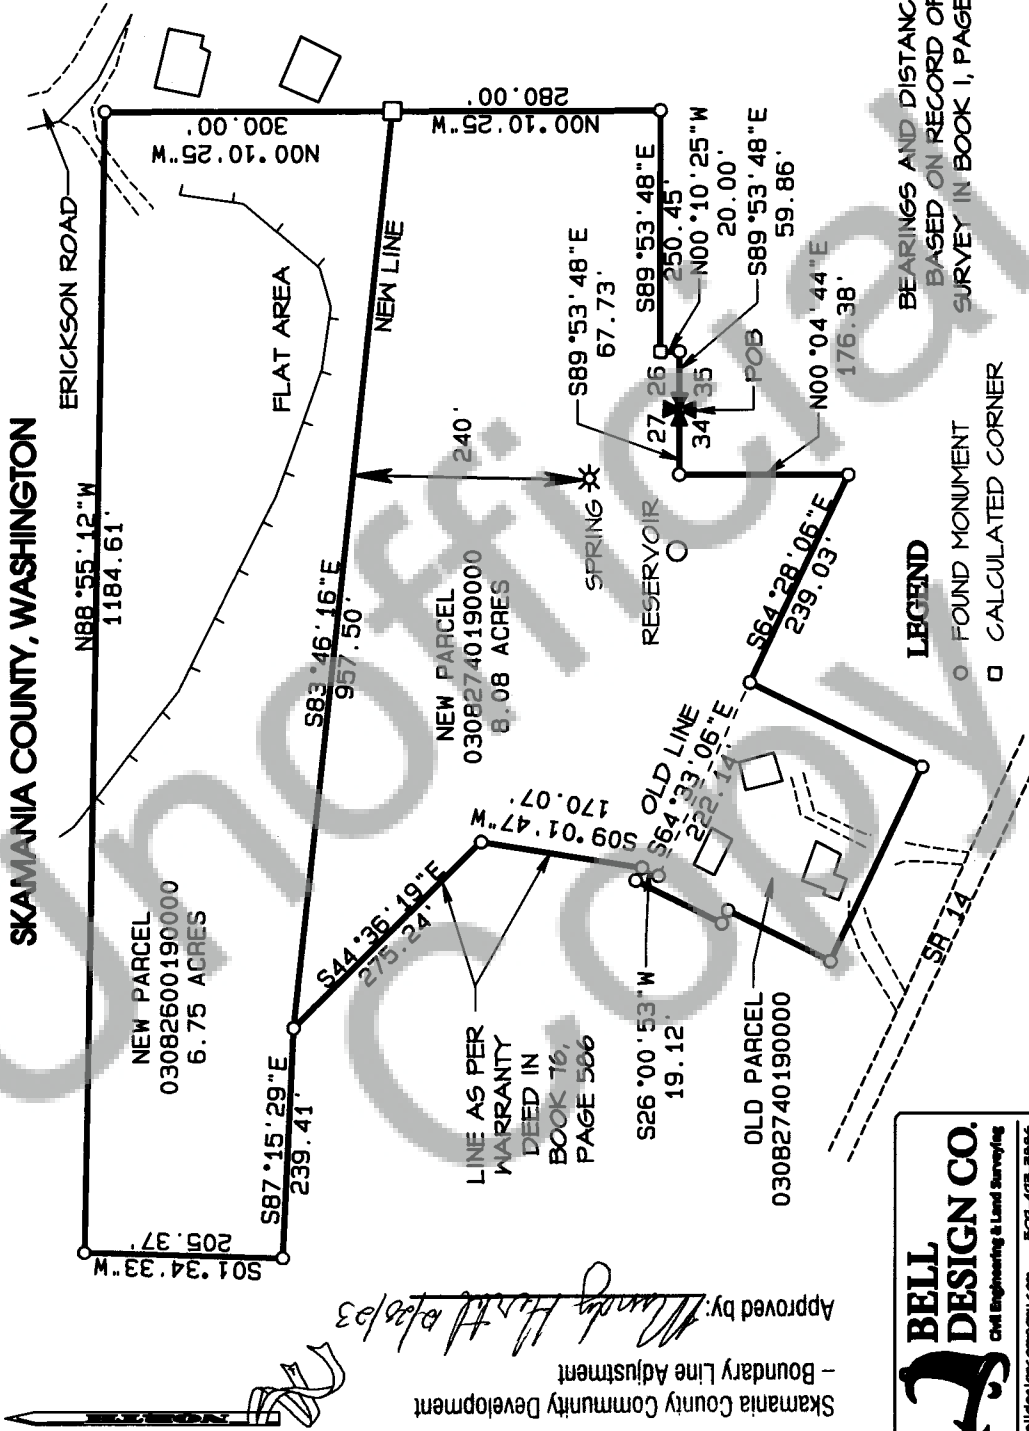 SKAMANIA COUNTY, WASHINGTON
N88°55'12"W
1184.61'
ERICKSON ROAD
N00°10'25"W
300.00'
N00°10'25"W
280.00'
FLAT AREA
NEW LINE
NEW PARCEL
03082600190000
6.75 ACRES
S83°46'16"E
957.50'
240'
NEW PARCEL
03082740190000
8.08 ACRES
S01°34'33"W
205.37'
S87°15'29"E
239.41'
S44°36'19"E
275.24'
S09°01'47"W
170.07'
SPRING
RESERVOIR
S89°53'48"E
67.73'
S89°53'48"E
250.45'
N00°10'25"W
20.00'
S89°53'48"E
59.86'
27 26
34 35
POB
N00°04'44"E
176.38'
S64°28'06"E
239.03'
OLD LINE
S64°33'06"E
222.14'
LINE AS PER
WARRANTY
DEED IN
BOOK 76,
PAGE 586
S26°00'53"W
19.12'
OLD PARCEL
03082740190000
SR 14
LEGEND
FOUND MONUMENT
CALCULATED CORNER
BEARINGS AND DISTANC
BASED ON RECORD OF
SURVEY IN BOOK 1, PAGE
Skamania County Community Development
– Boundary Line Adjustment
Approved by:
NORTH
BELL
DESIGN CO.
Civil Engineering & Land Surveying
Unofficial
Copy